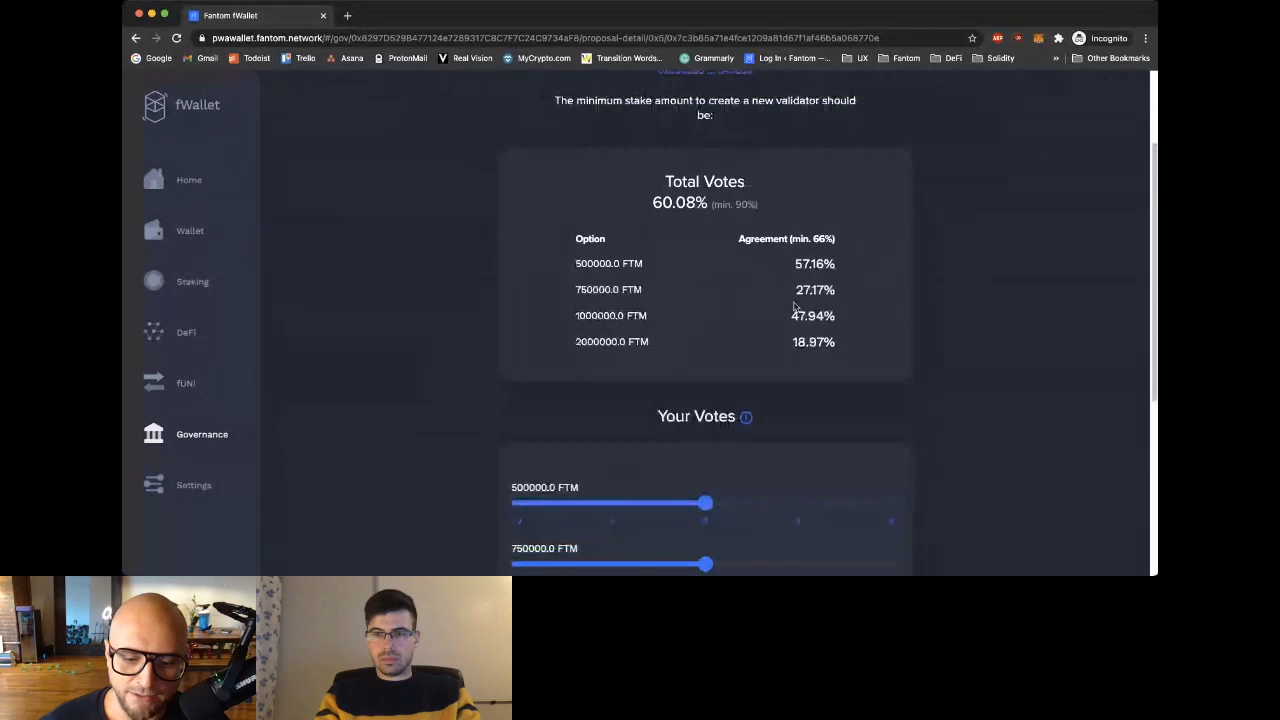 Fantom fWallet
pwawallet.fantom.network/#/gov/0x8297D529B477124e7289317C8C7F7C24C9734aF8/proposal-detail/0x6/0x7c3b85a71e4fce1209a81d67f1af46b5a068770e
Incognito
Google
Gmail
Todoist
Trello
Asana
ProtonMail
Real Vision
MyCrypto.com
Transition Words...
Grammarly
Log In ‹ Fantom —...
UX
Fantom
DeFi
Solidity
»
Other Bookmarks
fWallet
Home
Wallet
Staking
DeFi
fUNI
Governance
Settings
The minimum stake amount to create a new validator should
be:
Total Votes
60.08% (min. 90%)
Option Agreement (min. 66%)
500000.0 FTM 57.16%
750000.0 FTM 27.17%
1000000.0 FTM 47.94%
2000000.0 FTM 18.97%
Your Votes
500000.0 FTM
750000.0 FTM